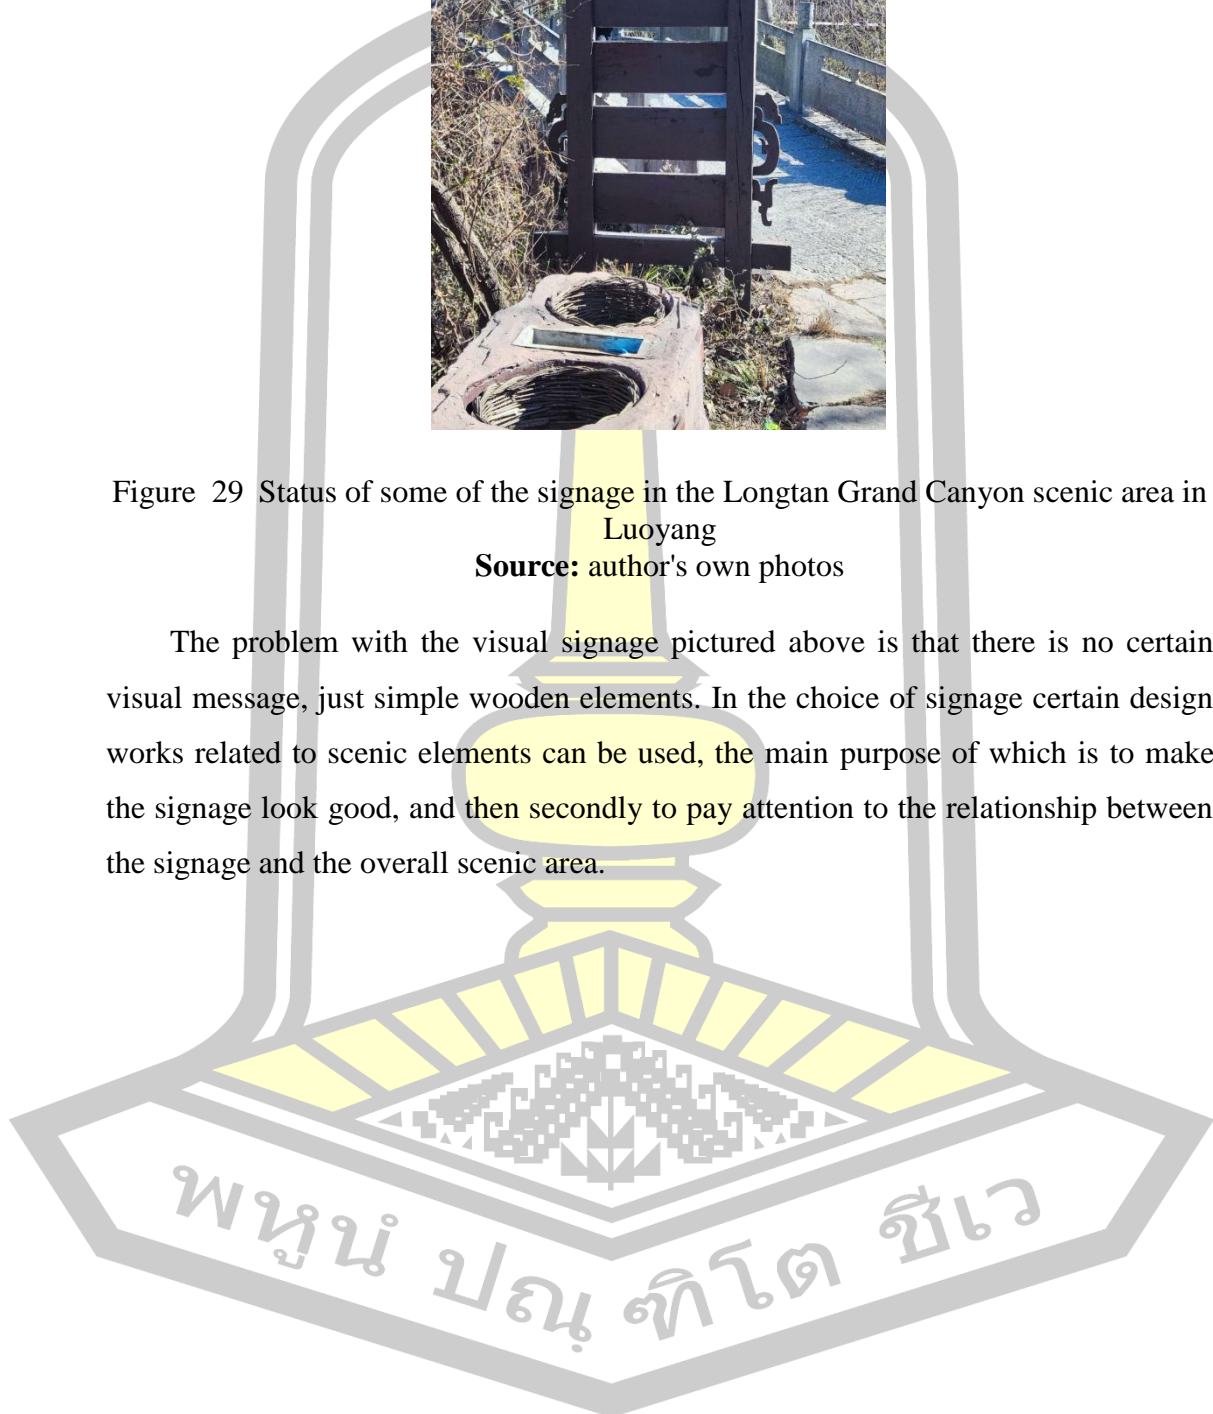 Figure 29 Status of some of the signage in the Longtan Grand Canyon scenic area in
Luoyang
Source: author's own photos
The problem with the visual signage pictured above is that there is no certain
visual message, just simple wooden elements. In the choice of signage certain design
works related to scenic elements can be used, the main purpose of which is to make
the signage look good, and then secondly to pay attention to the relationship between
the signage and the overall scenic area.
พหูนํ ปณฺฑิโต ชีเว